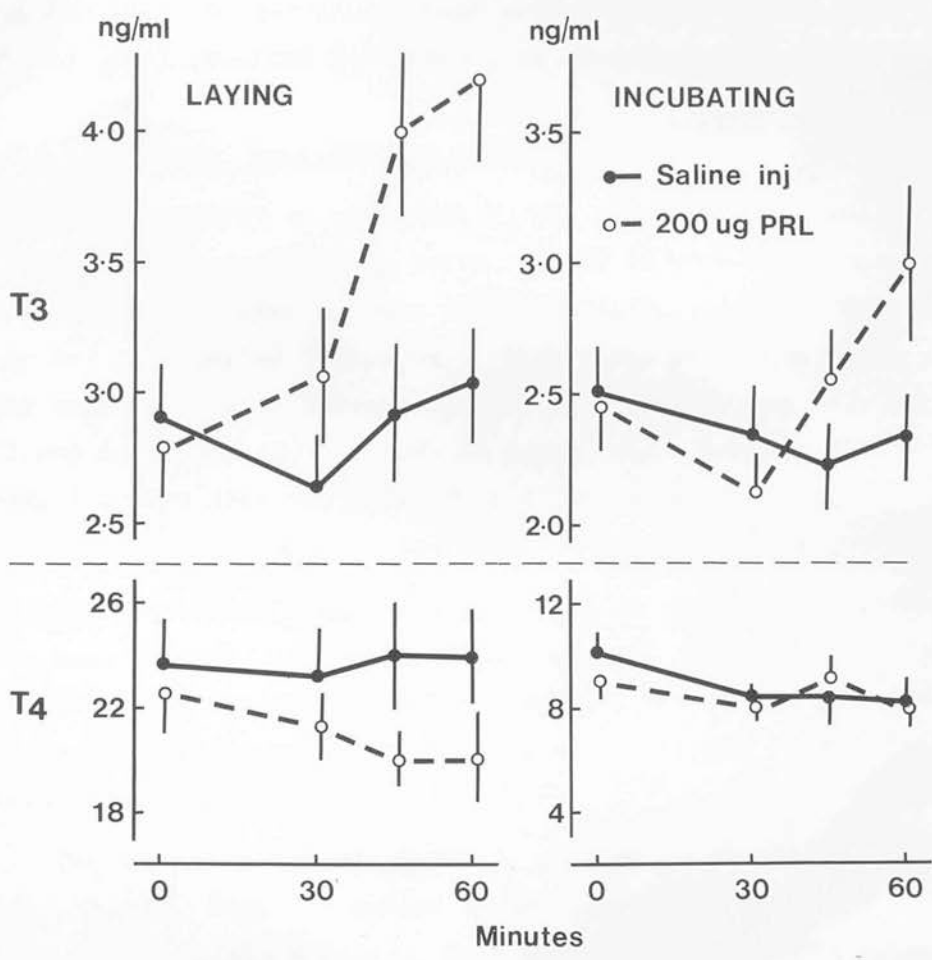 ng/ml
ng/ml
LAYING
INCUBATING
4·0
3·5
3·5
3·0
T3
3·0
2·5
2·5
2·0
Saline inj
200 ug PRL
26
12
T4
22
8
18
4
0 30 60
0 30 60
Minutes